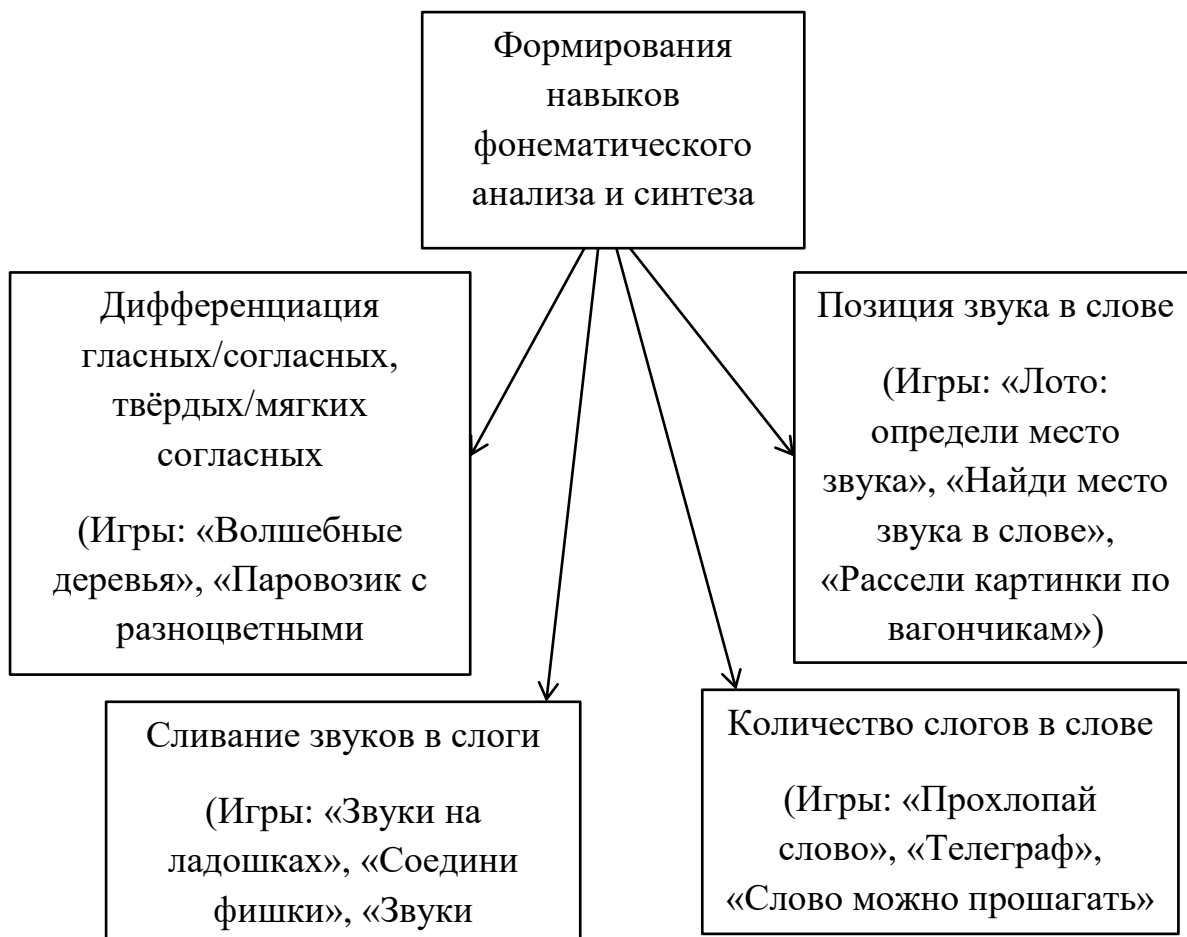 Формирования
навыков
фонематического
анализа и синтеза
Дифференциация
гласных/согласных,
твёрдых/мягких
согласных
(Игры: «Волшебные
деревья», «Паровозик с
разноцветными
Позиция звука в слове
(Игры: «Лото:
определи место
звука», «Найди место
звука в слове»,
«Рассели картинки по
вагончикам»)
Сливание звуков в слоги
(Игры: «Звуки на
ладошках», «Соедини
фишки», «Звуки
Количество слогов в слове
(Игры: «Прохлопай
слово», «Телеграф»,
«Слово можно прошагать»